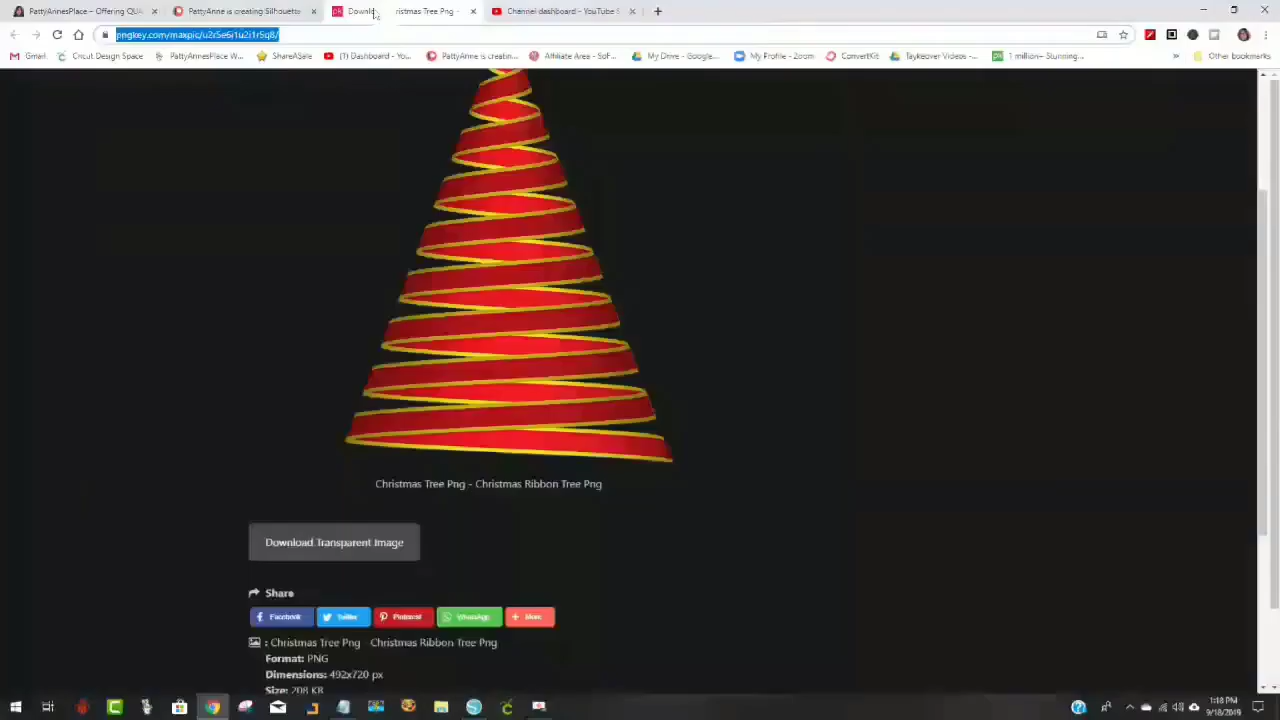 PattyAnnesPlace – Offering QUA
PattyAnne is creating Silhouette
Downlo
christmas Tree Png -
Channel dashboard - YouTube S
pngkey.com/maxpic/
Gmail
Cricut Design Space
PattyAnnesPlace W
ShareASale
(1) Dashboard - Yo...
PattyAnne is creatin...
Affiliate Area - SoF...
My Drive - Google...
My Profile - Zoom
ConvertKit
Taykeover Videos -...
1 million+ Stunning...
»
Other bookmarks
Christmas Tree Png - Christmas Ribbon Tree Png
Download Transparent Image
Share
Facebook
Twitter
Pinterest
WhatsApp
More
: Christmas Tree Png Christmas Ribbon Tree Png
Format: PNG
Dimensions: 492x720 px
Size: 208 KB
1:18 PM
9/18/2019